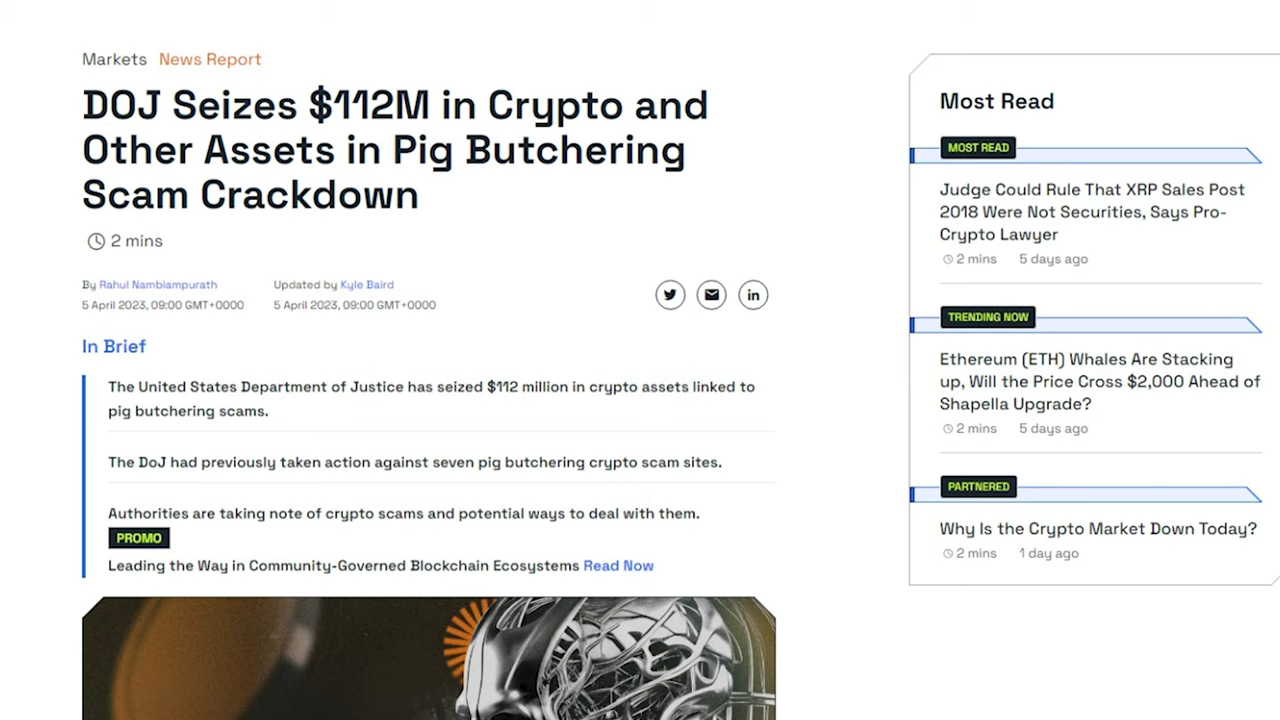 Markets News Report
DOJ Seizes $112M in Crypto and
Other Assets in Pig Butchering
Scam Crackdown
2 mins
By Rahul Nambiampurath
5 April 2023, 09:00 GMT+0000
Updated by Kyle Baird
5 April 2023, 09:00 GMT+0000
in
In Brief
The United States Department of Justice has seized $112 million in crypto assets linked to
pig butchering scams.
The DoJ had previously taken action against seven pig butchering crypto scam sites.
Authorities are taking note of crypto scams and potential ways to deal with them.
PROMO
Leading the Way in Community-Governed Blockchain Ecosystems Read Now
Most Read
MOST READ
Judge Could Rule That XRP Sales Post
2018 Were Not Securities, Says Pro-
Crypto Lawyer
2 mins 5 days ago
TRENDING NOW
Ethereum (ETH) Whales Are Stacking
up, Will the Price Cross $2,000 Ahead of
Shapella Upgrade?
2 mins 5 days ago
PARTNERED
Why Is the Crypto Market Down Today?
2 mins 1 day ago